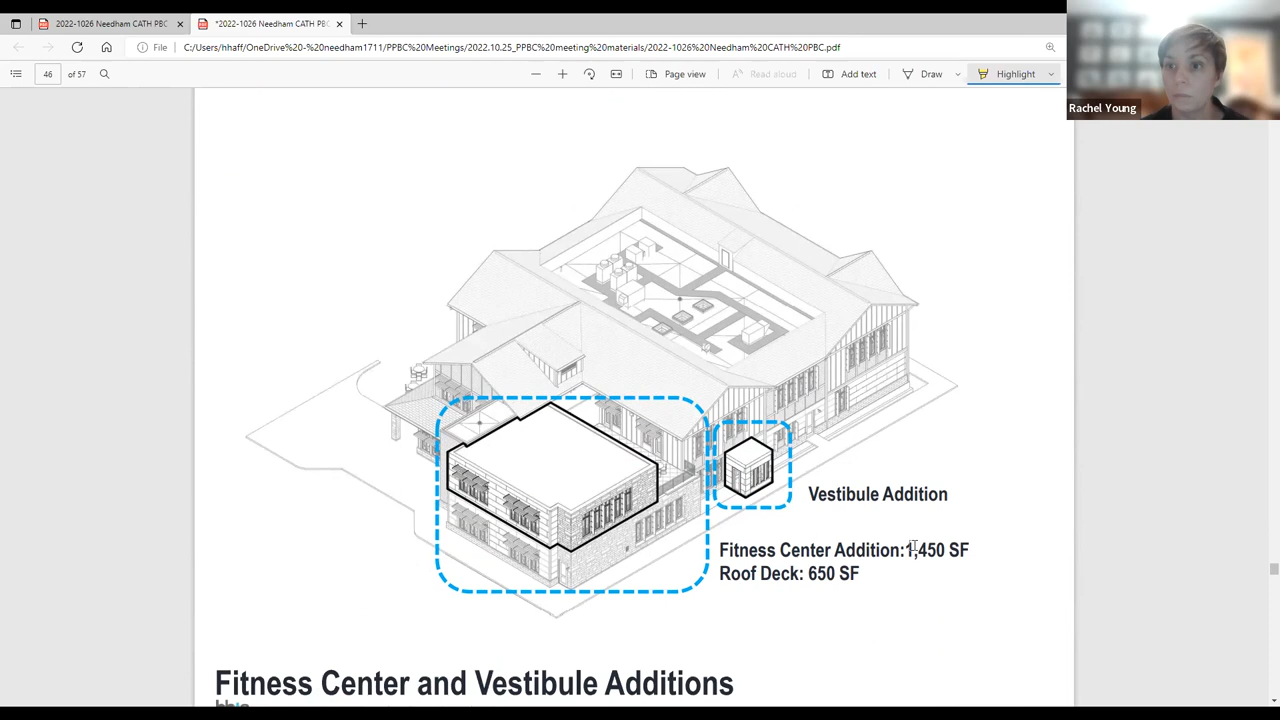 2022-1026 Needham CATH PBC
*2022-1026 Needham CATH PBC
File
C:/Users/hhaff/OneDrive%20-%20needham1711/PPBC%20Meetings/2022.10.25_PPBC%20meeting%20materials/2022-1026%20Needham%20CATH%20PBC.pdf
46 of 57
Page view
Read aloud
Add text
Draw
Highlight
Rachel Young
Vestibule Addition
Fitness Center Addition:1,450 SF
Roof Deck: 650 SF
Fitness Center and Vestibule Additions